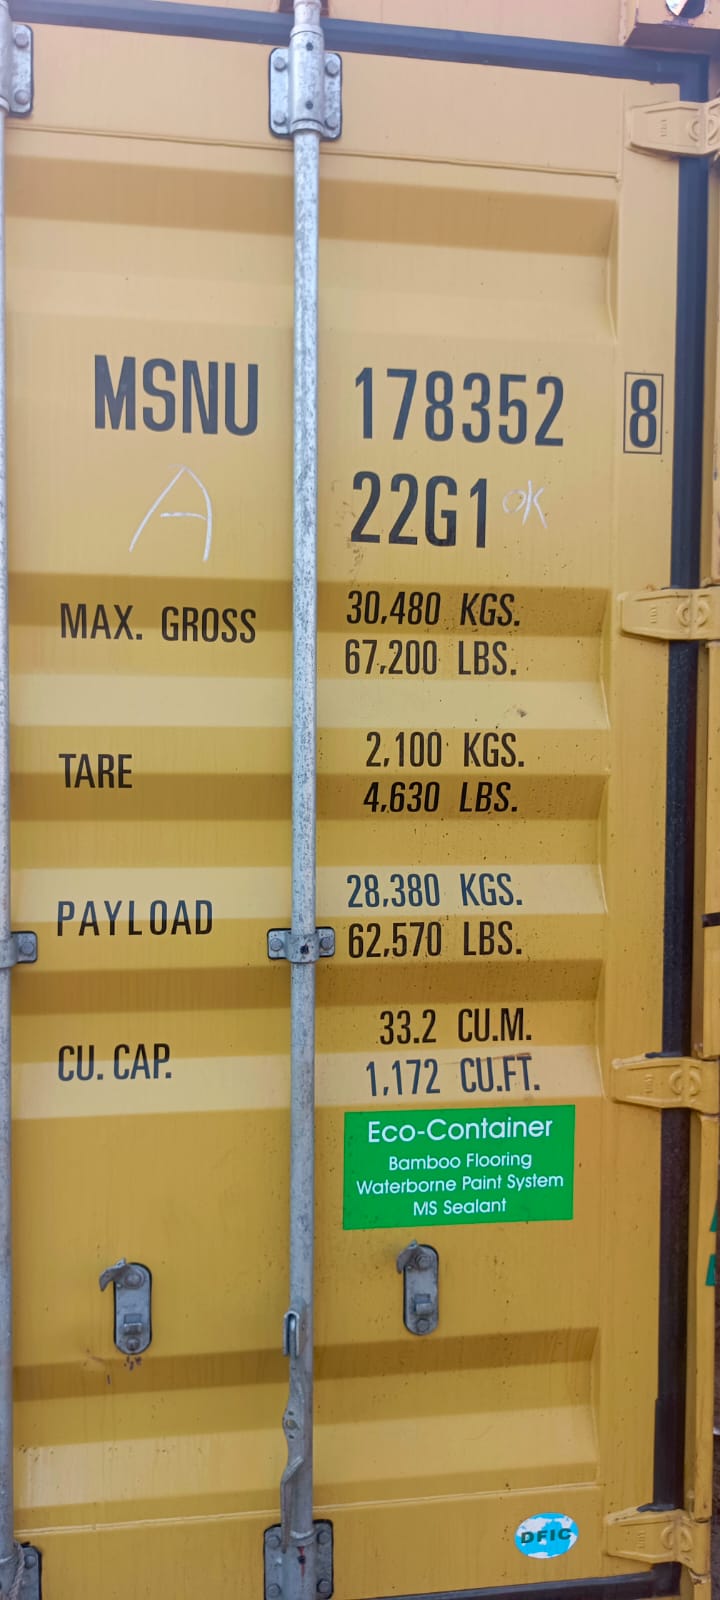 MSNU 178352 8
A 22G1 OK
MAX. GROSS 30,480 KGS.
67,200 LBS.
TARE 2,100 KGS.
4,630 LBS.
PAYLOAD 28,380 KGS.
62,570 LBS.
CU. CAP. 33.2 CU.M.
1,172 CU.FT.
Eco-Container
Bamboo Flooring
Waterborne Paint System
MS Sealant
DFIC